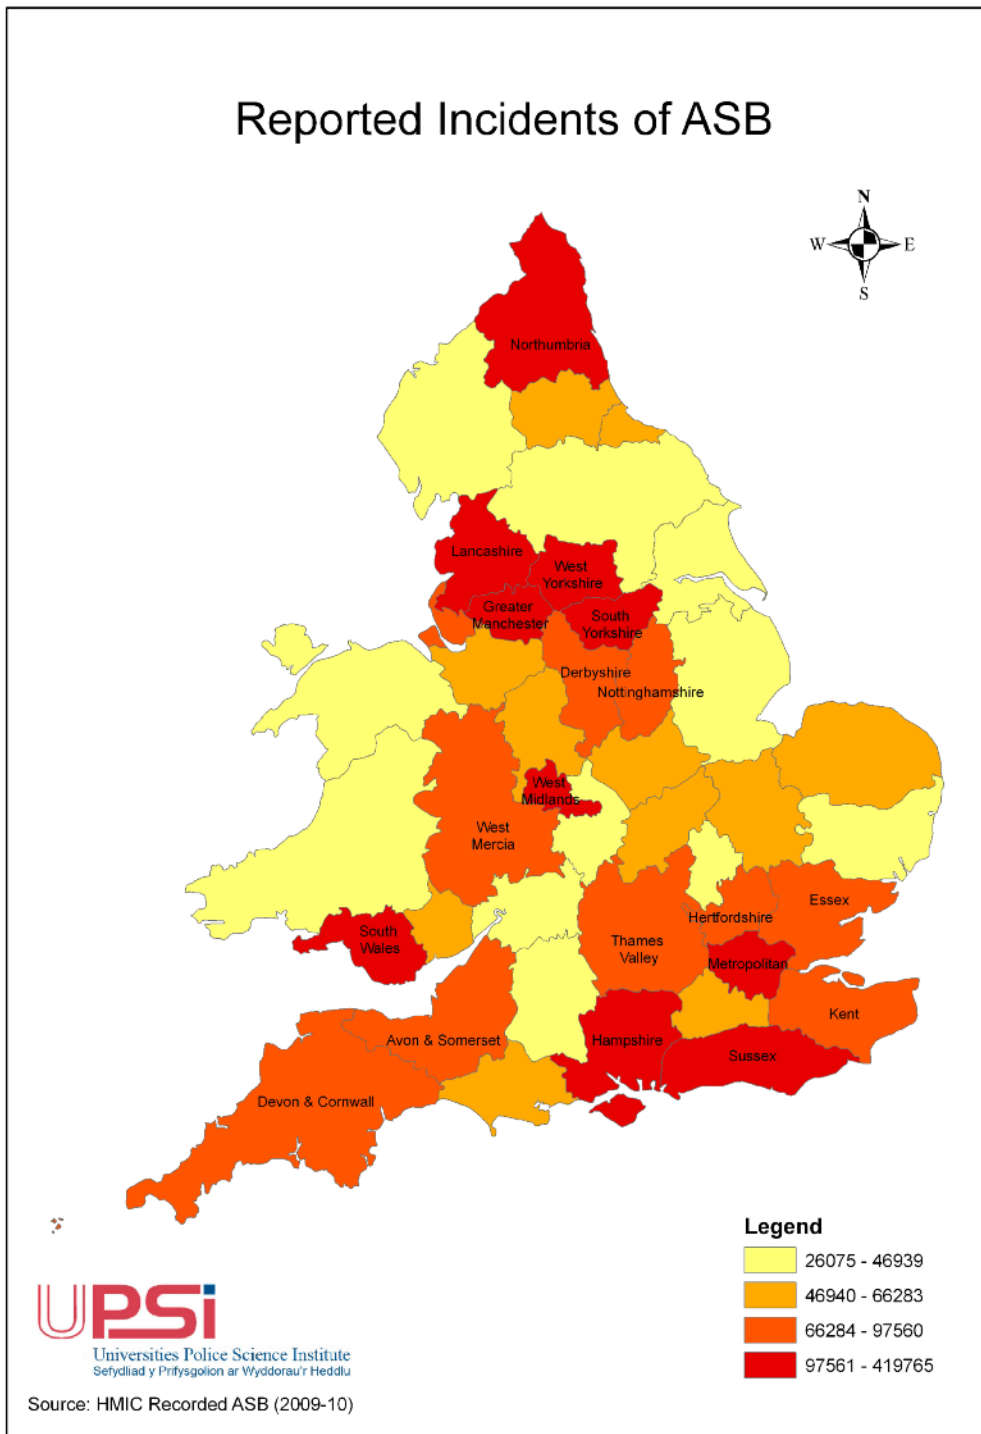 Reported Incidents of ASB
N
W E
S
Northumbria
Lancashire
West
Yorkshire
Greater
Manchester
South
Yorkshire
Derbyshire
Nottinghamshire
West
Midlands
West
Mercia
Essex
Hertfordshire
South
Wales
Thames
Valley
Metropolitan
Kent
Avon & Somerset
Hampshire
Sussex
Devon & Cornwall
Legend
26075 - 46939
46940 - 66283
66284 - 97560
97561 - 419765
UPSi
Universities Police Science Institute
Sefydliad y Prifysgolion ar Wyddorau'r Heddlu
Source: HMIC Recorded ASB (2009-10)